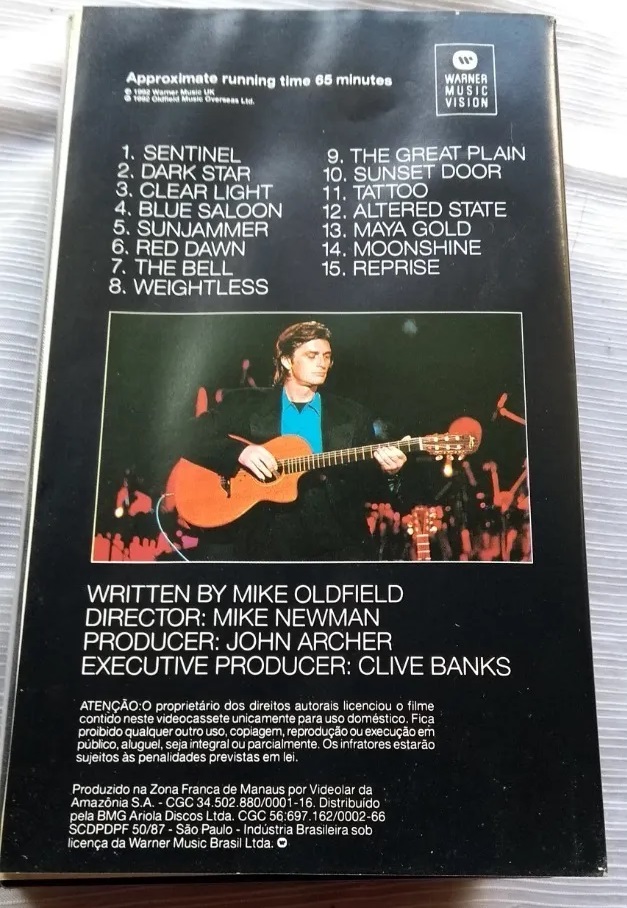 Approximate running time 65 minutes
℗ 1992 Warner Music UK
© 1992 Oldfield Music Overseas Ltd.
WARNER
MUSIC
VISION
1. SENTINEL
2. DARK STAR
3. CLEAR LIGHT
4. BLUE SALOON
5. SUNJAMMER
6. RED DAWN
7. THE BELL
8. WEIGHTLESS
9. THE GREAT PLAIN
10. SUNSET DOOR
11. TATTOO
12. ALTERED STATE
13. MAYA GOLD
14. MOONSHINE
15. REPRISE
WRITTEN BY MIKE OLDFIELD
DIRECTOR: MIKE NEWMAN
PRODUCER: JOHN ARCHER
EXECUTIVE PRODUCER: CLIVE BANKS
ATENÇÃO:O proprietário dos direitos autorais licenciou o filme
contido neste videocassete unicamente para uso doméstico. Fica
proibido qualquer outro uso, copiagem, reprodução ou execução em
público, aluguel, seja integral ou parcialmente. Os infratores estarão
sujeitos às penalidades previstas em lei.
Produzido na Zona Franca de Manaus por Videolar da
Amazônia S.A. - CGC 34.502.880/0001-16. Distribuído
pela BMG Ariola Discos Ltda. CGC 56:697.162/0002-66
SCDPDPF 50/87 - São Paulo - Indústria Brasileira sob
licença da Warner Music Brasil Ltda.